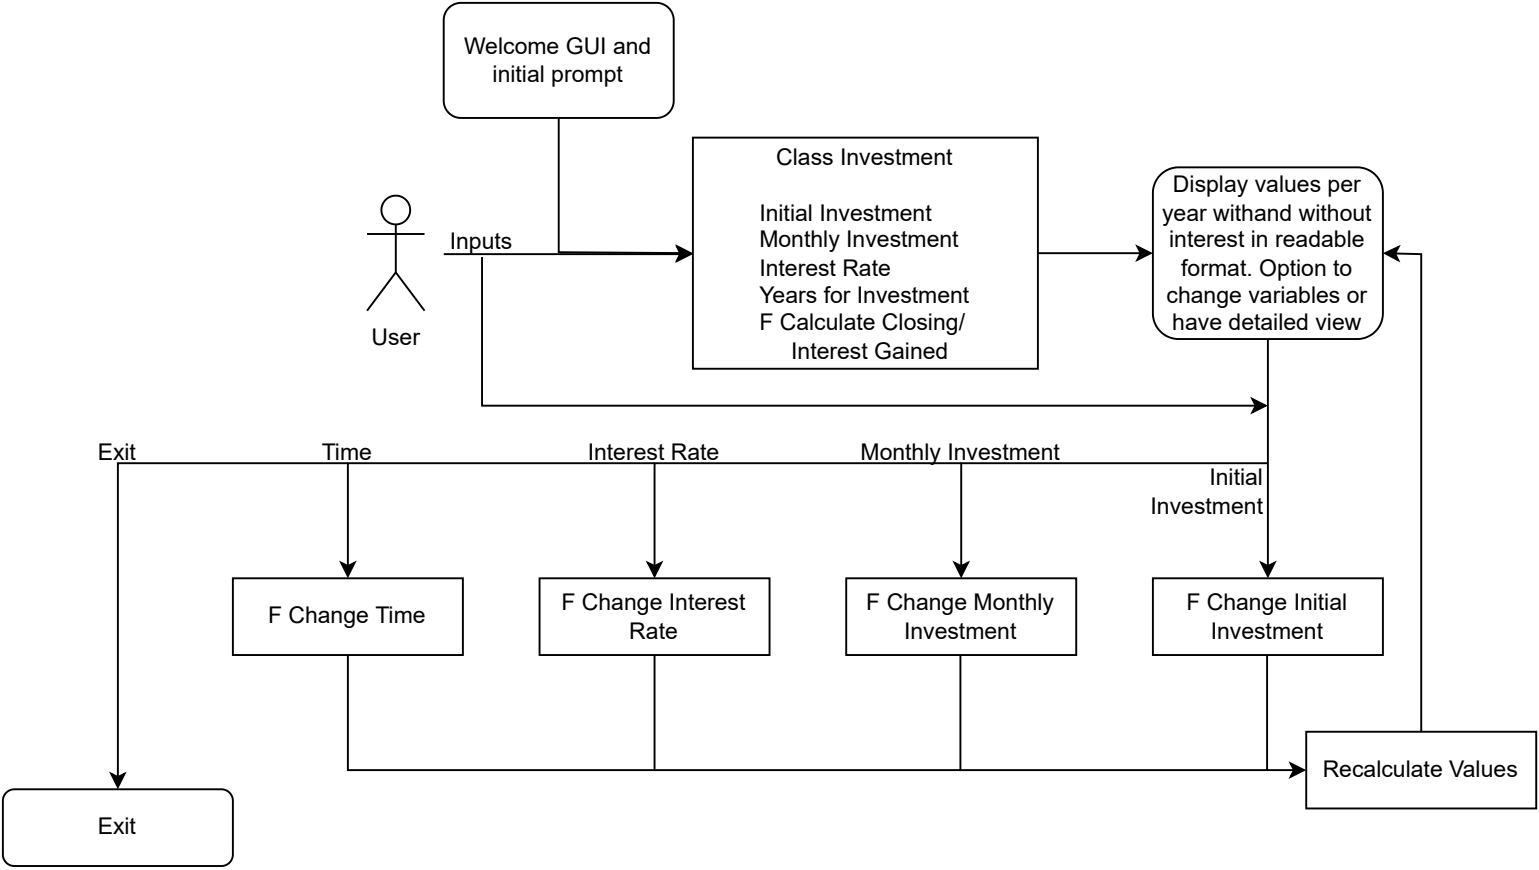 Welcome GUI and
initial prompt
Class Investment
Initial Investment
Monthly Investment
Interest Rate
Years for Investment
F Calculate Closing/
Interest Gained
Display values per
year withand without
interest in readable
format. Option to
change variables or
have detailed view
Inputs
User
Exit
Time
Interest Rate
Monthly Investment
Initial
Investment
F Change Time
F Change Interest
Rate
F Change Monthly
Investment
F Change Initial
Investment
Recalculate Values
Exit